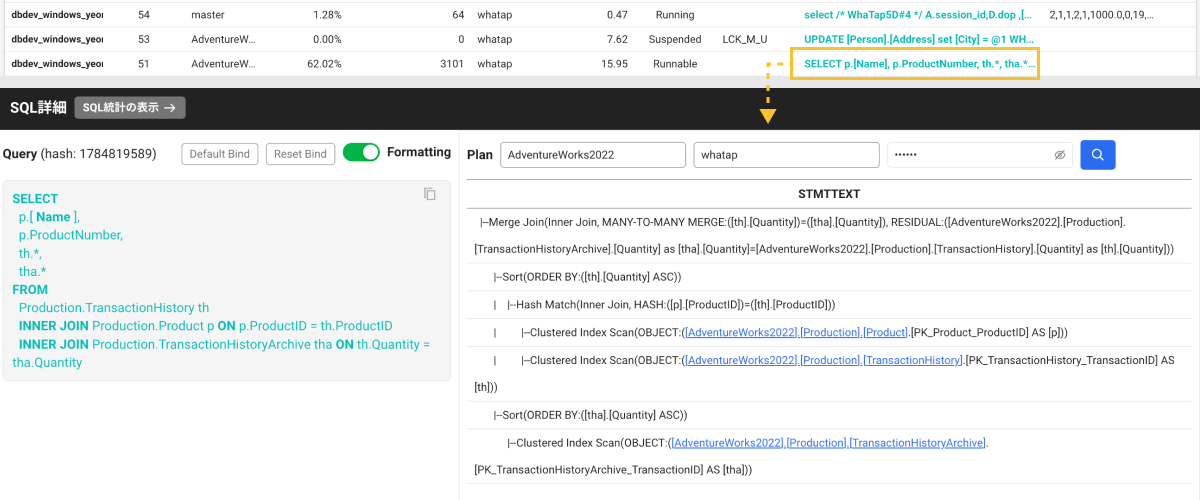 dbdev_windows_yeon 54 master 1.28% 64 whatap 0.47 Running select /* WhaTap5D#4 */ A.session_id,D.dop ,[... 2,1,1,2,1,1000.0,0,19,...
dbdev_windows_yeon 53 AdventureW... 0.00% 0 whatap 7.62 Suspended LCK_M_U UPDATE [Person].[Address] set [City] = @1 WH...
dbdev_windows_yeon 51 AdventureW... 62.02% 3101 whatap 15.95 Runnable SELECT p.[Name], p.ProductNumber, th.*, tha.*...
SQL詳細 SQL統計の表示 →
Query (hash: 1784819589) Default Bind Reset Bind Formatting
SELECT
p.[ Name ],
p.ProductNumber,
th.*,
tha.*
FROM
Production.TransactionHistory th
INNER JOIN Production.Product p ON p.ProductID = th.ProductID
INNER JOIN Production.TransactionHistoryArchive tha ON th.Quantity =
tha.Quantity
Plan AdventureWorks2022 whatap ••••••
STMTTEXT
|--Merge Join(Inner Join, MANY-TO-MANY MERGE:([th].[Quantity])=([tha].[Quantity]), RESIDUAL:([AdventureWorks2022].[Production].
[TransactionHistoryArchive].[Quantity] as [tha].[Quantity]=[AdventureWorks2022].[Production].[TransactionHistory].[Quantity] as [th].[Quantity]))
|--Sort(ORDER BY:([th].[Quantity] ASC))
| |--Hash Match(Inner Join, HASH:([p].[ProductID])=([th].[ProductID]))
| |--Clustered Index Scan(OBJECT:([AdventureWorks2022].[Production].[Product].[PK_Product_ProductID] AS [p]))
| |--Clustered Index Scan(OBJECT:([AdventureWorks2022].[Production].[TransactionHistory].[PK_TransactionHistory_TransactionID] AS
[th]))
|--Sort(ORDER BY:([tha].[Quantity] ASC))
|--Clustered Index Scan(OBJECT:([AdventureWorks2022].[Production].[TransactionHistoryArchive].
[PK_TransactionHistoryArchive_TransactionID] AS [tha]))